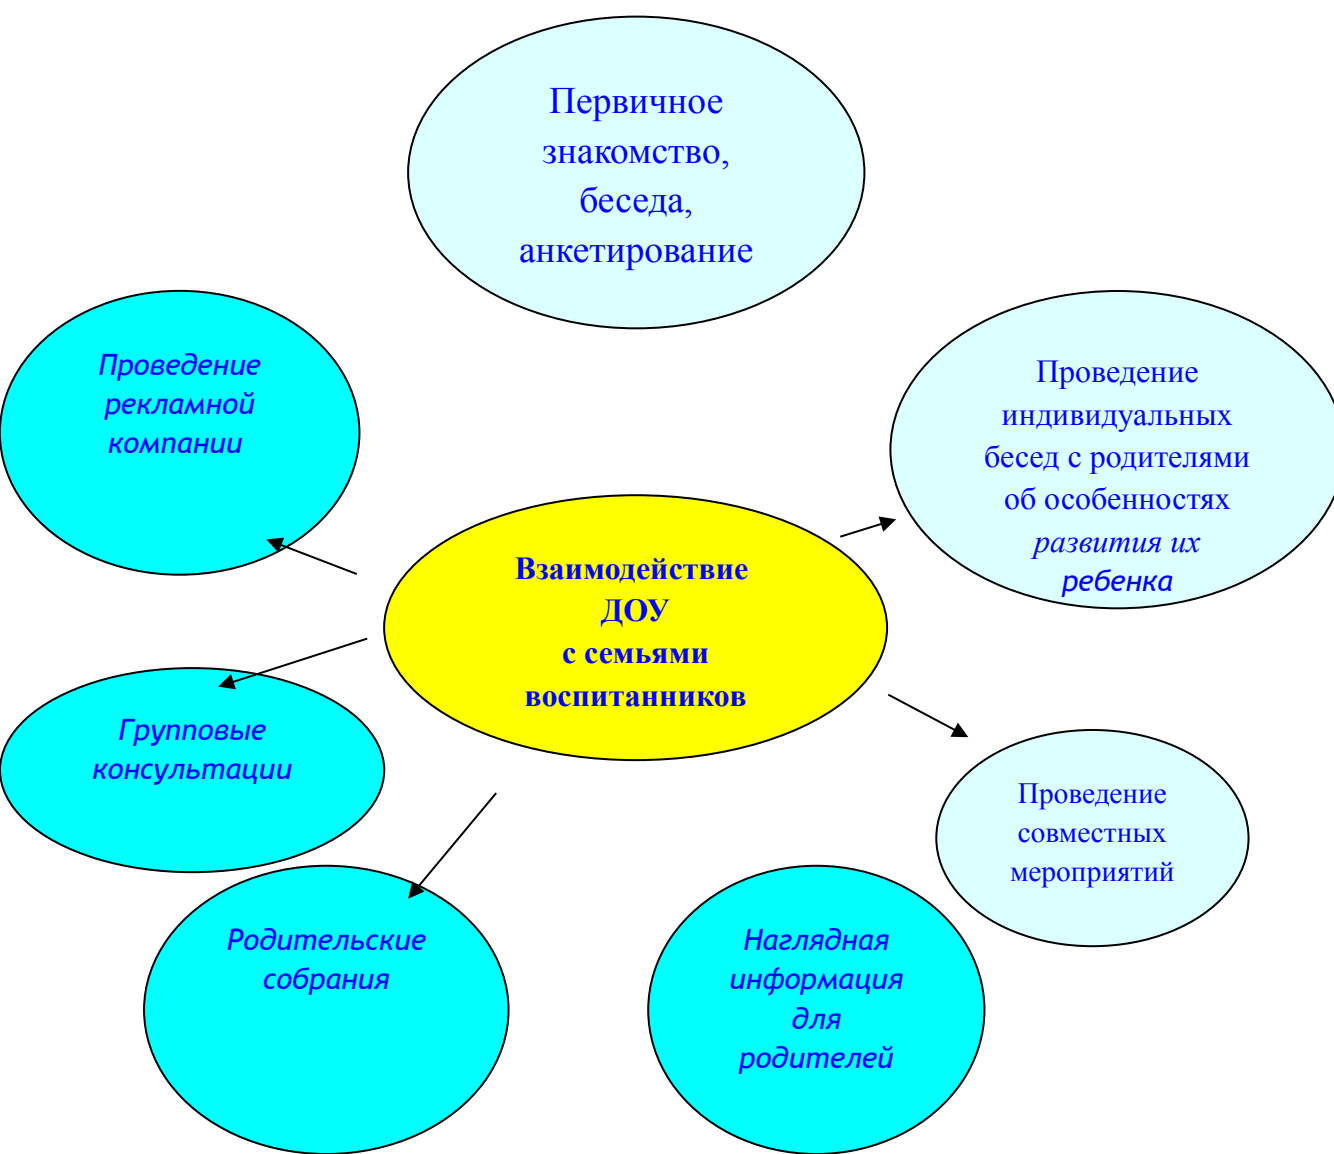 Первичное
знакомство,
беседа,
анкетирование
Проведение
рекламной
компании
Проведение
индивидуальных
бесед с родителями
об особенностях
развития их
ребенка
Взаимодействие
ДОУ
с семьями
воспитанников
Групповые
консультации
Проведение
совместных
мероприятий
Родительские
собрания
Наглядная
информация
для
родителей